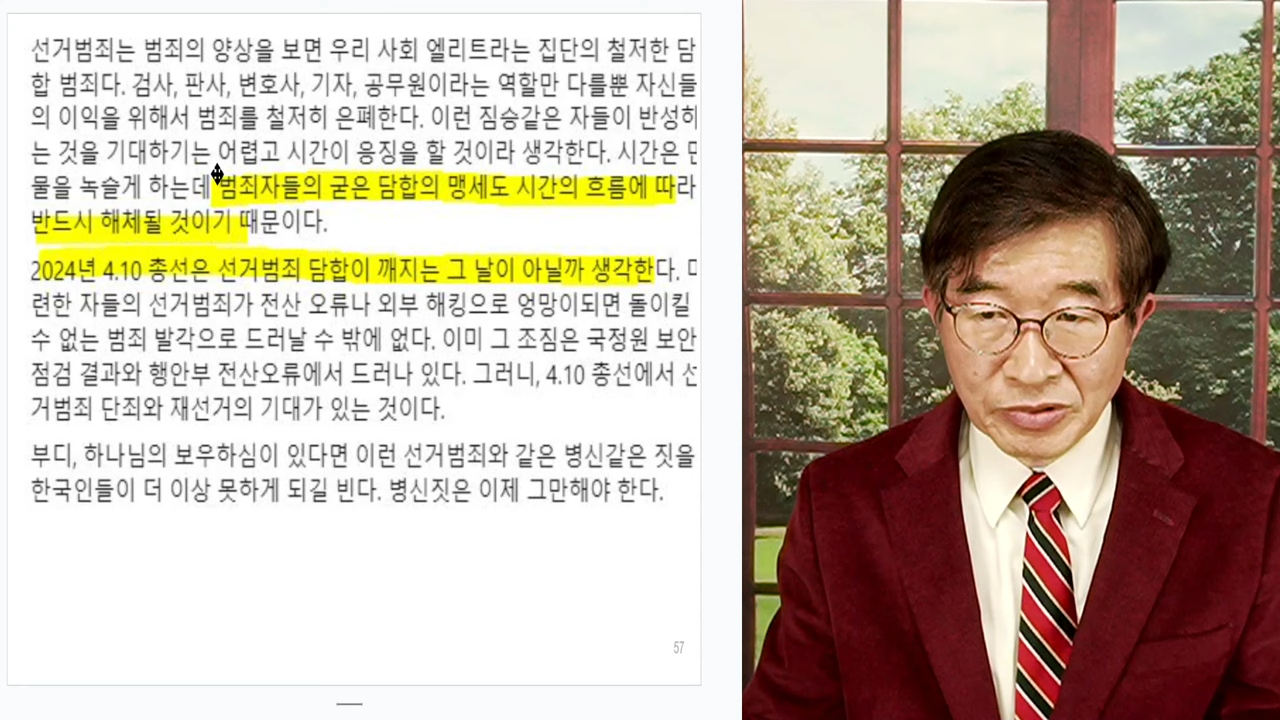 선거범죄는 범죄의 양상을 보면 우리 사회 엘리트라는 집단의 철저한 담
합 범죄다. 검사, 판사, 변호사, 기자, 공무원이라는 역할만 다를뿐 자신들
의 이익을 위해서 범죄를 철저히 은폐한다. 이런 짐승같은 자들이 반성하
는 것을 기대하기는 어렵고 시간이 응징을 할 것이라 생각한다. 시간은
물을 녹슬게 하는데 범죄자들의 굳은 담합의 맹세도 시간의 흐름에 따라
반드시 해체될 것이기 때문이다.
2024년 4.10 총선은 선거범죄 담합이 깨지는 그 날이 아닐까 생각한다.
련한 자들의 선거범죄가 전산 오류나 외부 해킹으로 엉망이되면 돌이킬
수 없는 범죄 발각으로 드러날 수 밖에 없다. 이미 그 조짐은 국정원 보안
점검 결과와 행안부 전산오류에서 드러나 있다. 그러니, 4.10 총선에서 선
거범죄 단죄와 재선거의 기대가 있는 것이다.
부디, 하나님의 보우하심이 있다면 이런 선거범죄와 같은 병신같은 짓을
한국인들이 더 이상 못하게 되길 빈다. 병신짓은 이제 그만해야 한다.
57